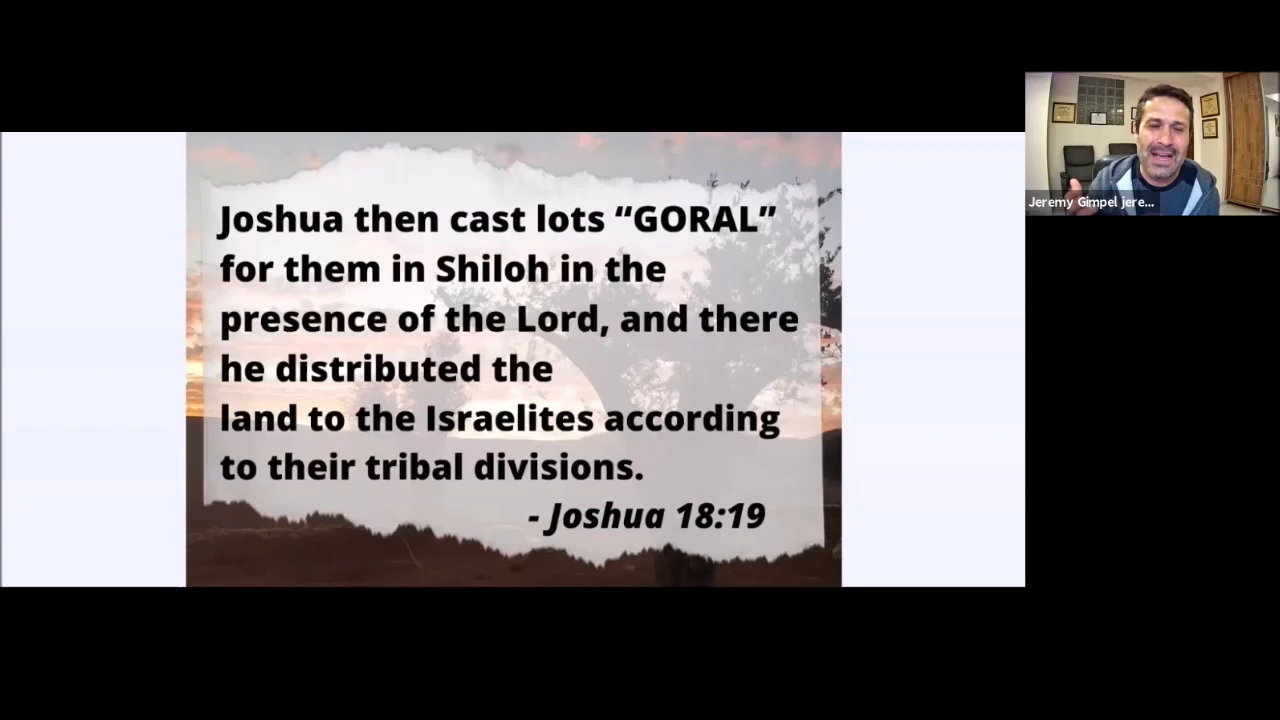 Joshua then cast lots “GORAL”
for them in Shiloh in the
presence of the Lord, and there
he distributed the
land to the Israelites according
to their tribal divisions.
- Joshua 18:19
Jeremy Gimpel jere...